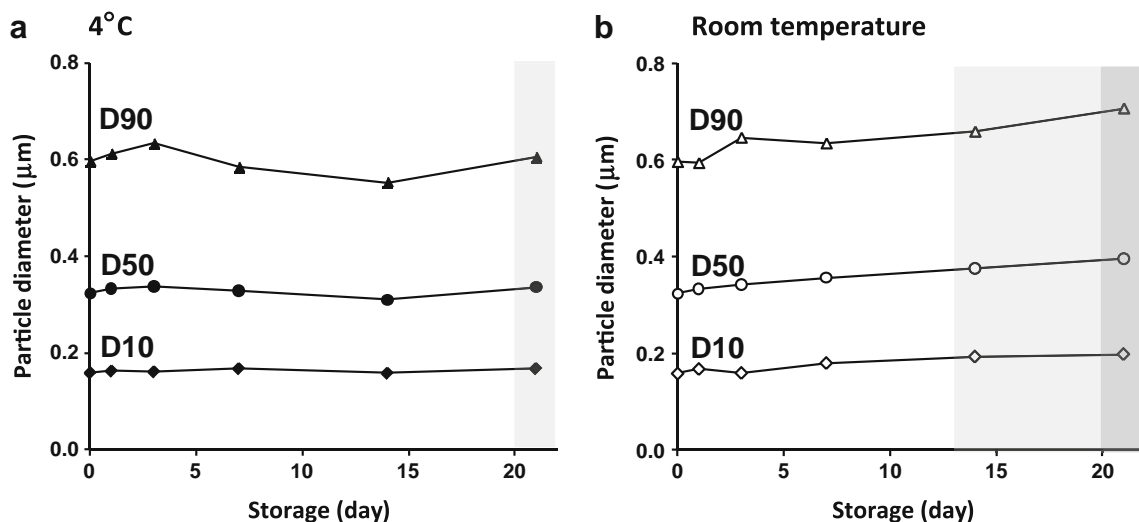 a 4°C
0.8
0.6
0.4
0.2
0.0
Particle diameter (μm)
D90
D50
D10
0 5 10 15 20
Storage (day)
b Room temperature
0.8
0.6
0.4
0.2
0.0
Particle diameter (μm)
D90
D50
D10
0 5 10 15 20
Storage (day)